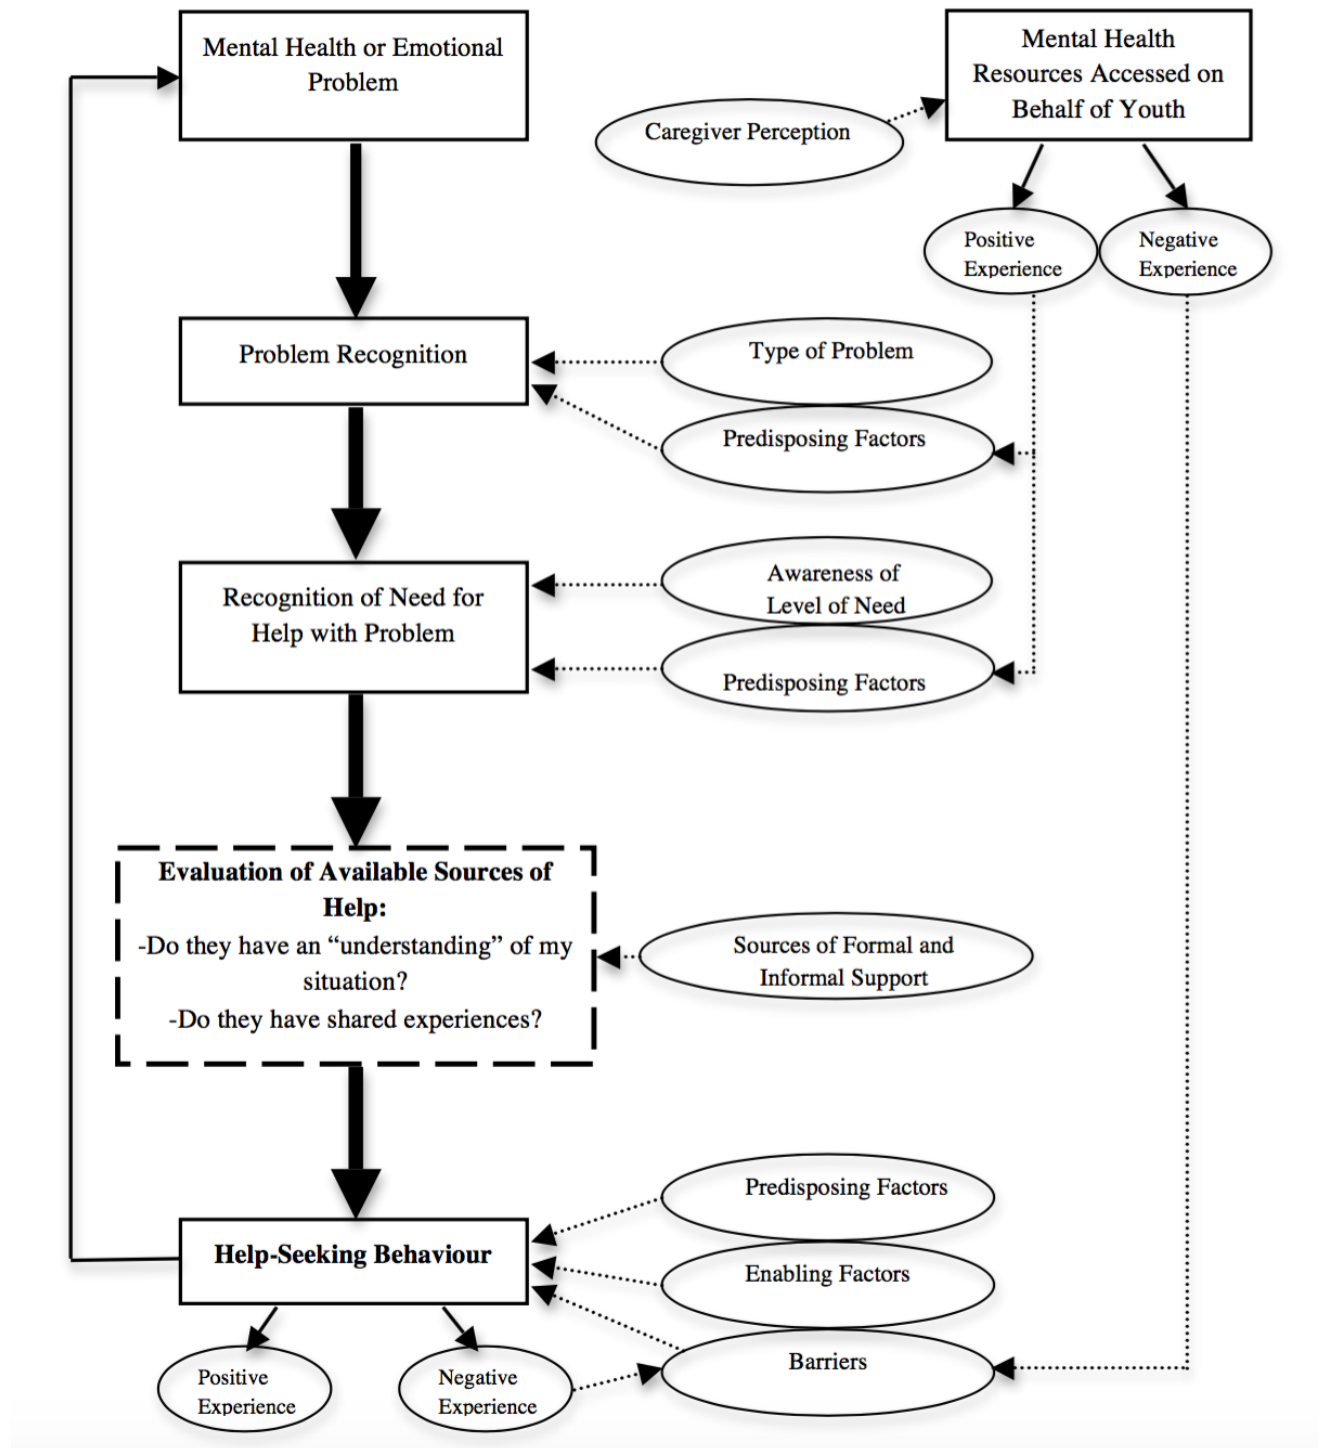 Mental Health or Emotional
Problem
Mental Health
Resources Accessed on
Behalf of Youth
Caregiver Perception
Positive
Experience
Negative
Experience
Problem Recognition
Type of Problem
Predisposing Factors
Recognition of Need for
Help with Problem
Awareness of
Level of Need
Predisposing Factors
Evaluation of Available Sources of
Help:
-Do they have an “understanding” of my
situation?
-Do they have shared experiences?
Sources of Formal and
Informal Support
Help-Seeking Behaviour
Predisposing Factors
Enabling Factors
Barriers
Positive
Experience
Negative
Experience